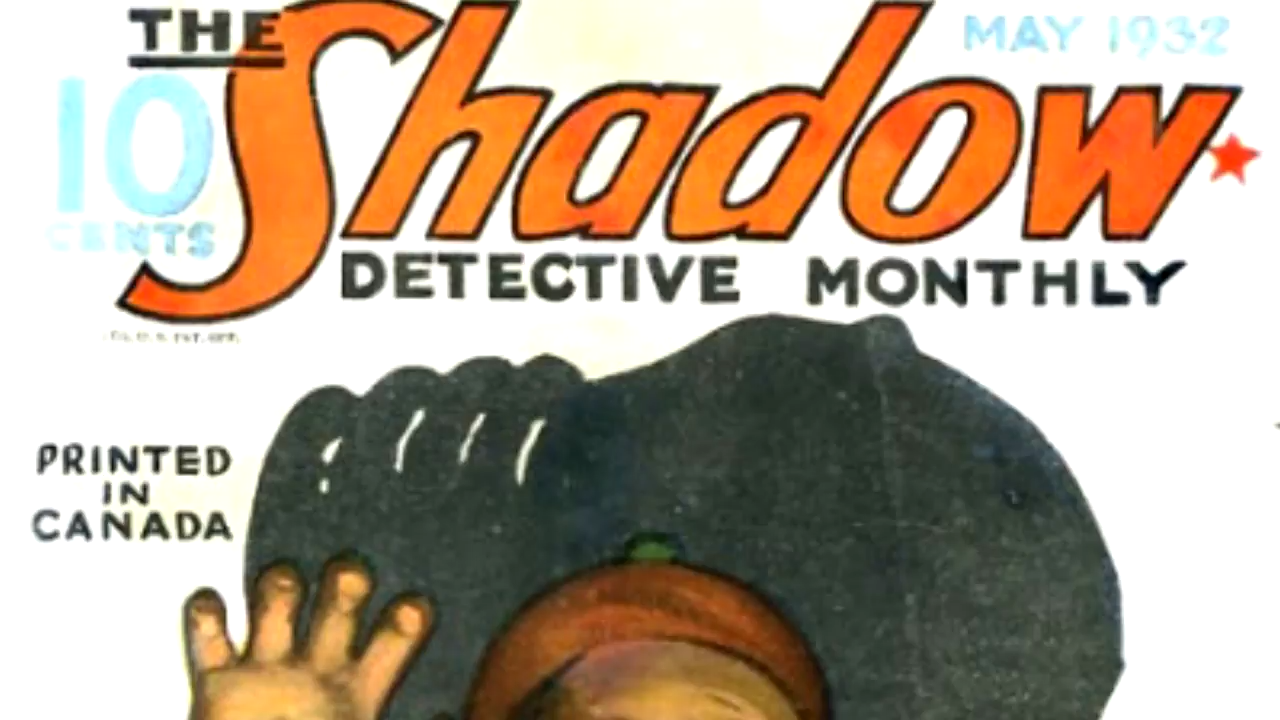 THE Shadow
MAY 1932
10
CENTS
DETECTIVE MONTHLY
PRINTED
IN
CANADA